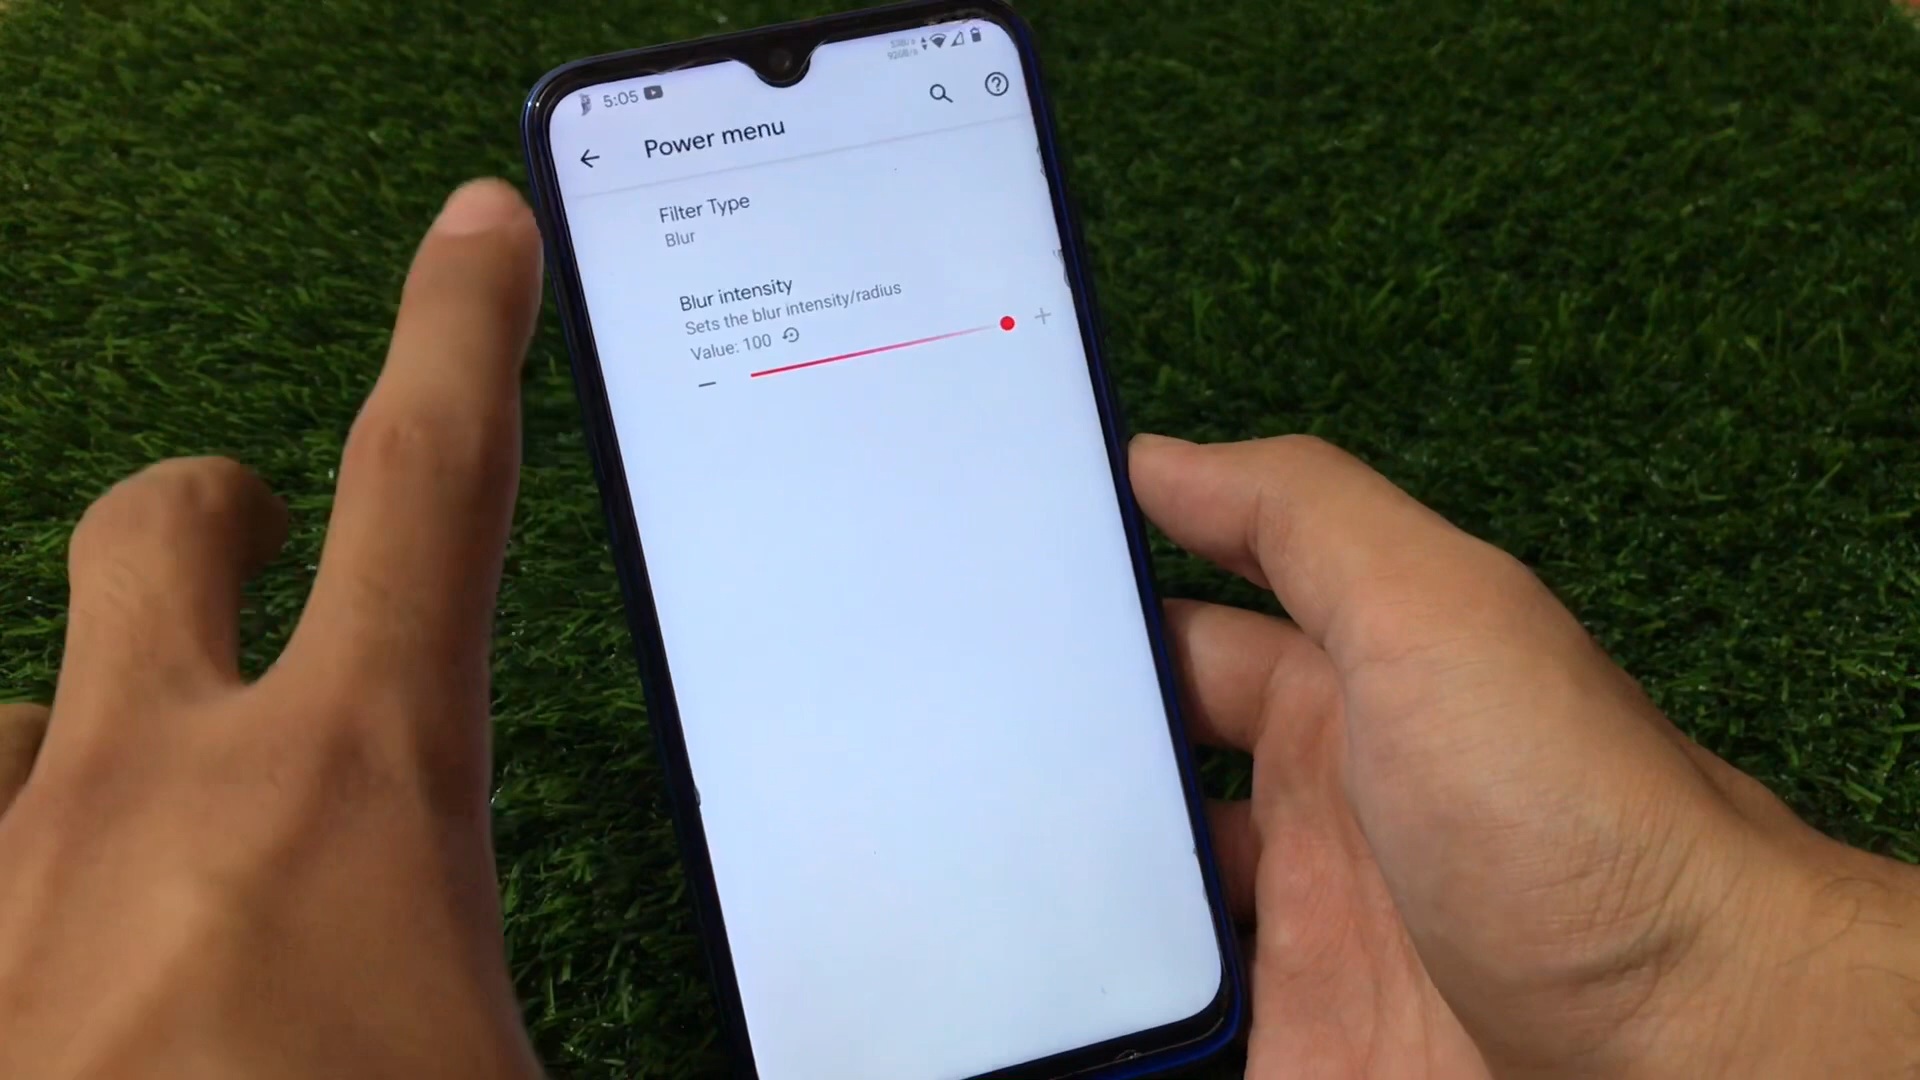 5:05
Power menu
Filter Type
Blur
Blur intensity
Sets the blur intensity/radius
Value: 100